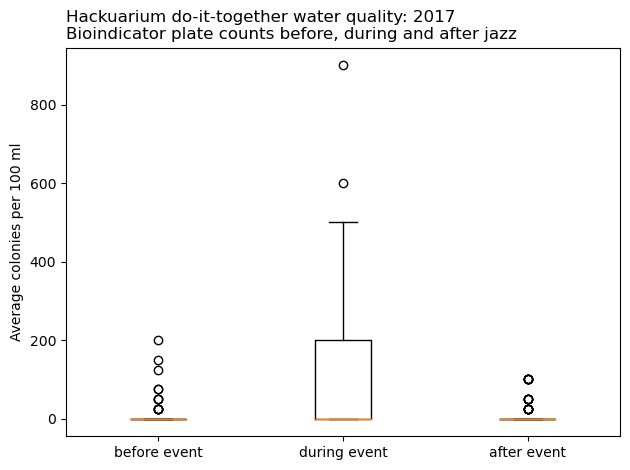 Hackuarium do-it-together water quality: 2017
Bioindicator plate counts before, during and after jazz
Average colonies per 100 ml
800
600
400
200
0
before event
during event
after event